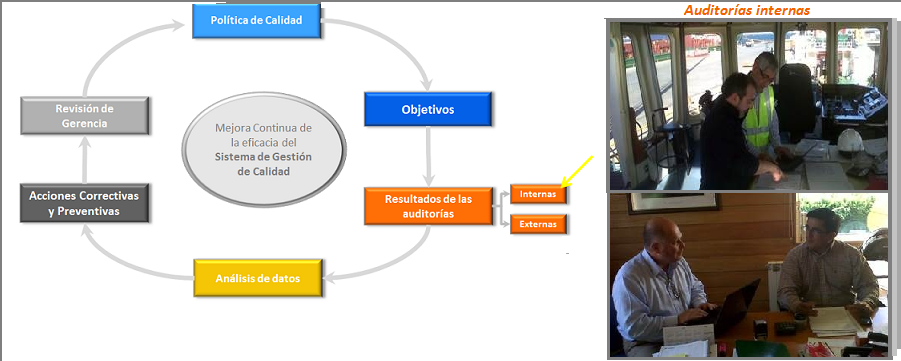 Auditorías internas
Política de Calidad
Objetivos
Revisión de
Gerencia
Mejora Continua de
la eficacia del
Sistema de Gestión
de Calidad
Acciones Correctivas
y Preventivas
Resultados de las
auditorías
Internas
Externas
Análisis de datos